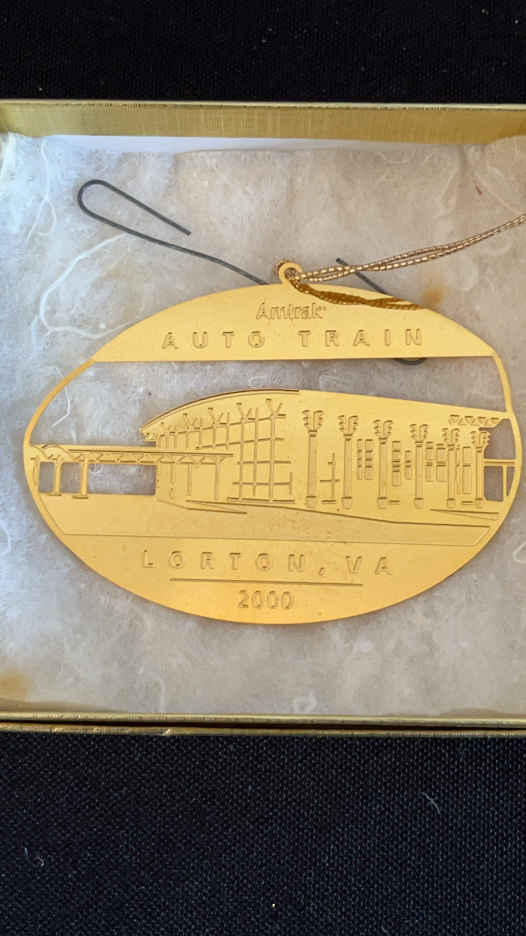 Amtrak
AUTO TRAIN
LORTON, VA
2000